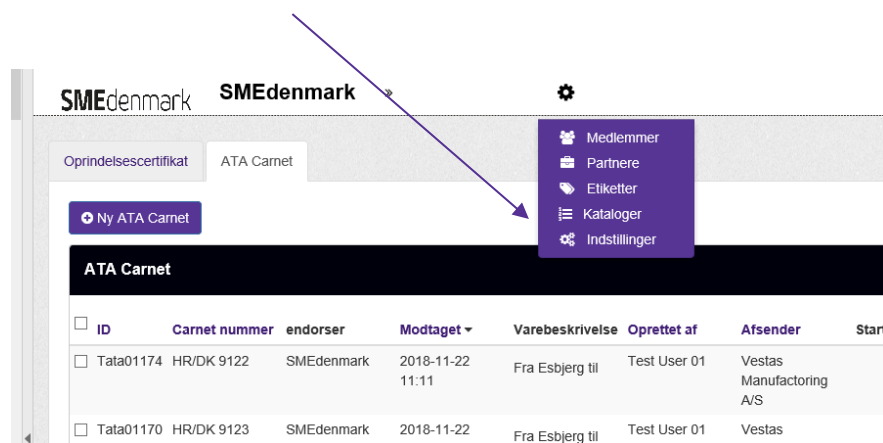 SMEdenmark SMEdenmark »
Medlemmer
Partnere
Etiketter
Kataloger
Indstillinger
Oprindelsescertifikat ATA Carnet
Ny ATA Carnet
ATA Carnet
ID Carnet nummer endorser Modtaget Varebeskrivelse Oprettet af Afsender Start
Tata01174 HR/DK 9122 SMEdenmark 2018-11-22 Fra Esbjerg til Test User 01 Vestas
11:11 Manufactoring
A/S
Tata01170 HR/DK 9123 SMEdenmark 2018-11-22 Fra Esbjerg til Test User 01 Vestas